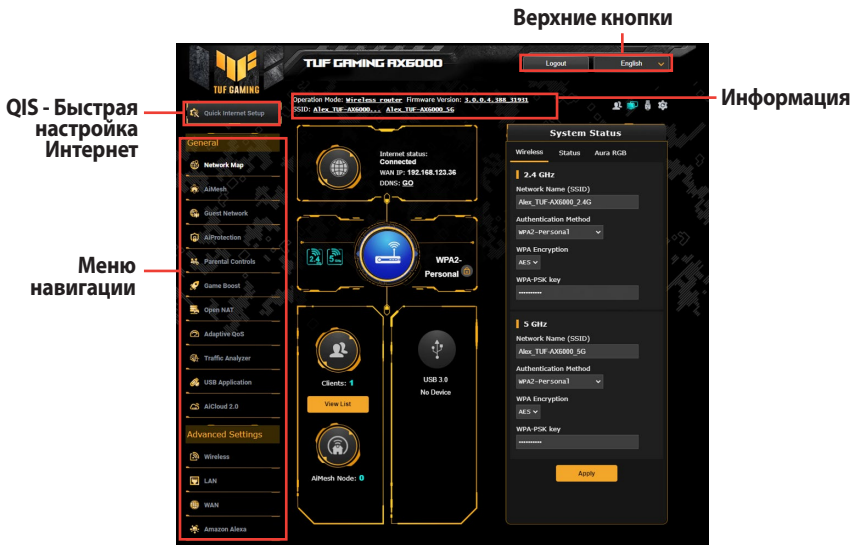 Верхние кнопки
TUF GAMING
TUF GAMING AX6000
Logout
English
QIS - Быстрая
настройка
Интернет
Quick Internet Setup
Operation Mode: Wireless router Firmware Version: 3.0.0.4.388_31931
SSID: Alex_TUF-AX6000... Alex_TUF-AX6000_5G
Информация
Меню
навигации
General
Network Map
AiMesh
Guest Network
AiProtection
Parental Controls
Game Boost
Open NAT
Adaptive QoS
Traffic Analyzer
USB Application
AiCloud 2.0
Advanced Settings
Wireless
LAN
WAN
Amazon Alexa
Internet status:
Connected
WAN IP: 192.168.123.36
DDNS: GO
2.4
5
WPA2-
Personal
Clients: 1
View List
AiMesh Node: 0
USB 3.0
No Device
System Status
Wireless Status Aura RGB
2.4 GHz
Network Name (SSID)
Alex_TUF-AX6000_2.4G
Authentication Method
WPA2-Personal
WPA Encryption
AES
WPA-PSK key
5 GHz
Network Name (SSID)
Alex_TUF-AX6000_5G
Authentication Method
WPA2-Personal
WPA Encryption
AES
WPA-PSK key
Apply